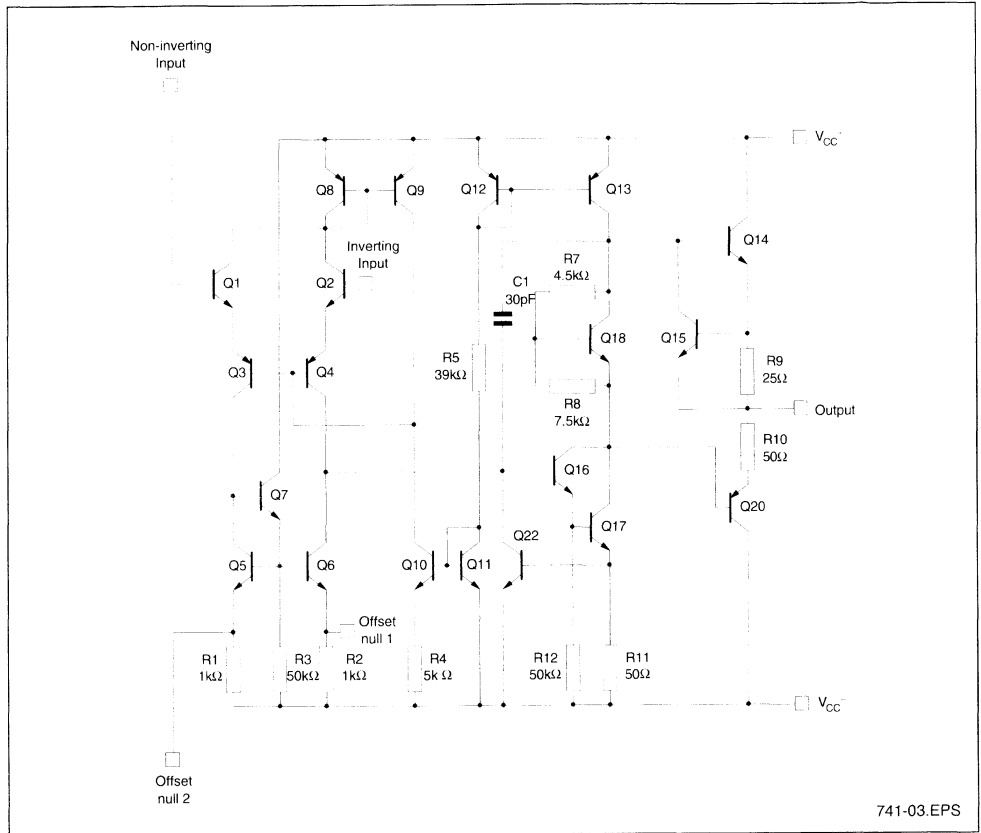 Non-inverting
Input
V_CC⁺
Q8
Q9
Q12
Q13
Q14
Inverting
Input
Q1
Q2
C1
30pF
R7
4.5kΩ
Q18
Q15
R5
39kΩ
R9
25Ω
Q3
Q4
R8
7.5kΩ
Output
R10
50Ω
Q16
Q7
Q20
Q17
Q22
Q5
Q6
Q10
Q11
Offset
null 1
R1
1kΩ
R3
50kΩ
R2
1kΩ
R4
5k Ω
R12
50kΩ
R11
50Ω
V_CC⁻
Offset
null 2
741-03.EPS